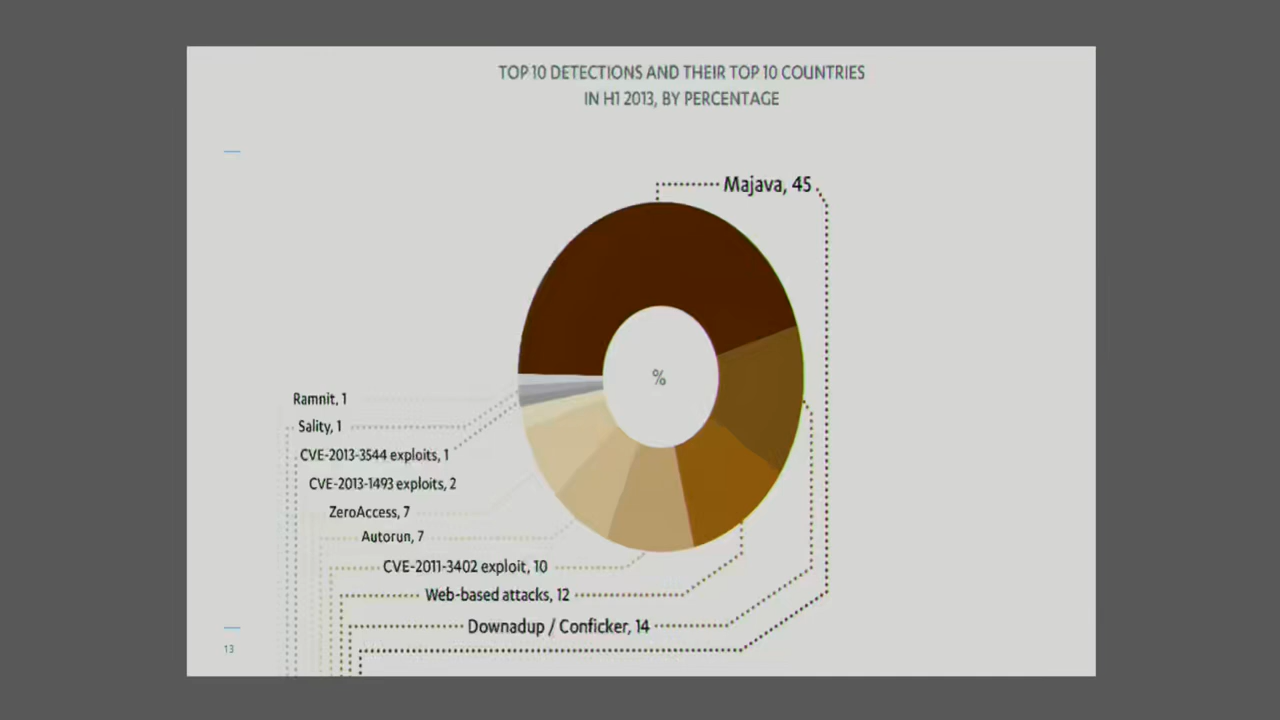 TOP 10 DETECTIONS AND THEIR TOP 10 COUNTRIES
IN H1 2013, BY PERCENTAGE
Majava, 45
%
Ramnit, 1
Sality, 1
CVE-2013-3544 exploits, 1
CVE-2013-1493 exploits, 2
ZeroAccess, 7
Autorun, 7
CVE-2011-3402 exploit, 10
Web-based attacks, 12
Downadup / Conficker, 14
13